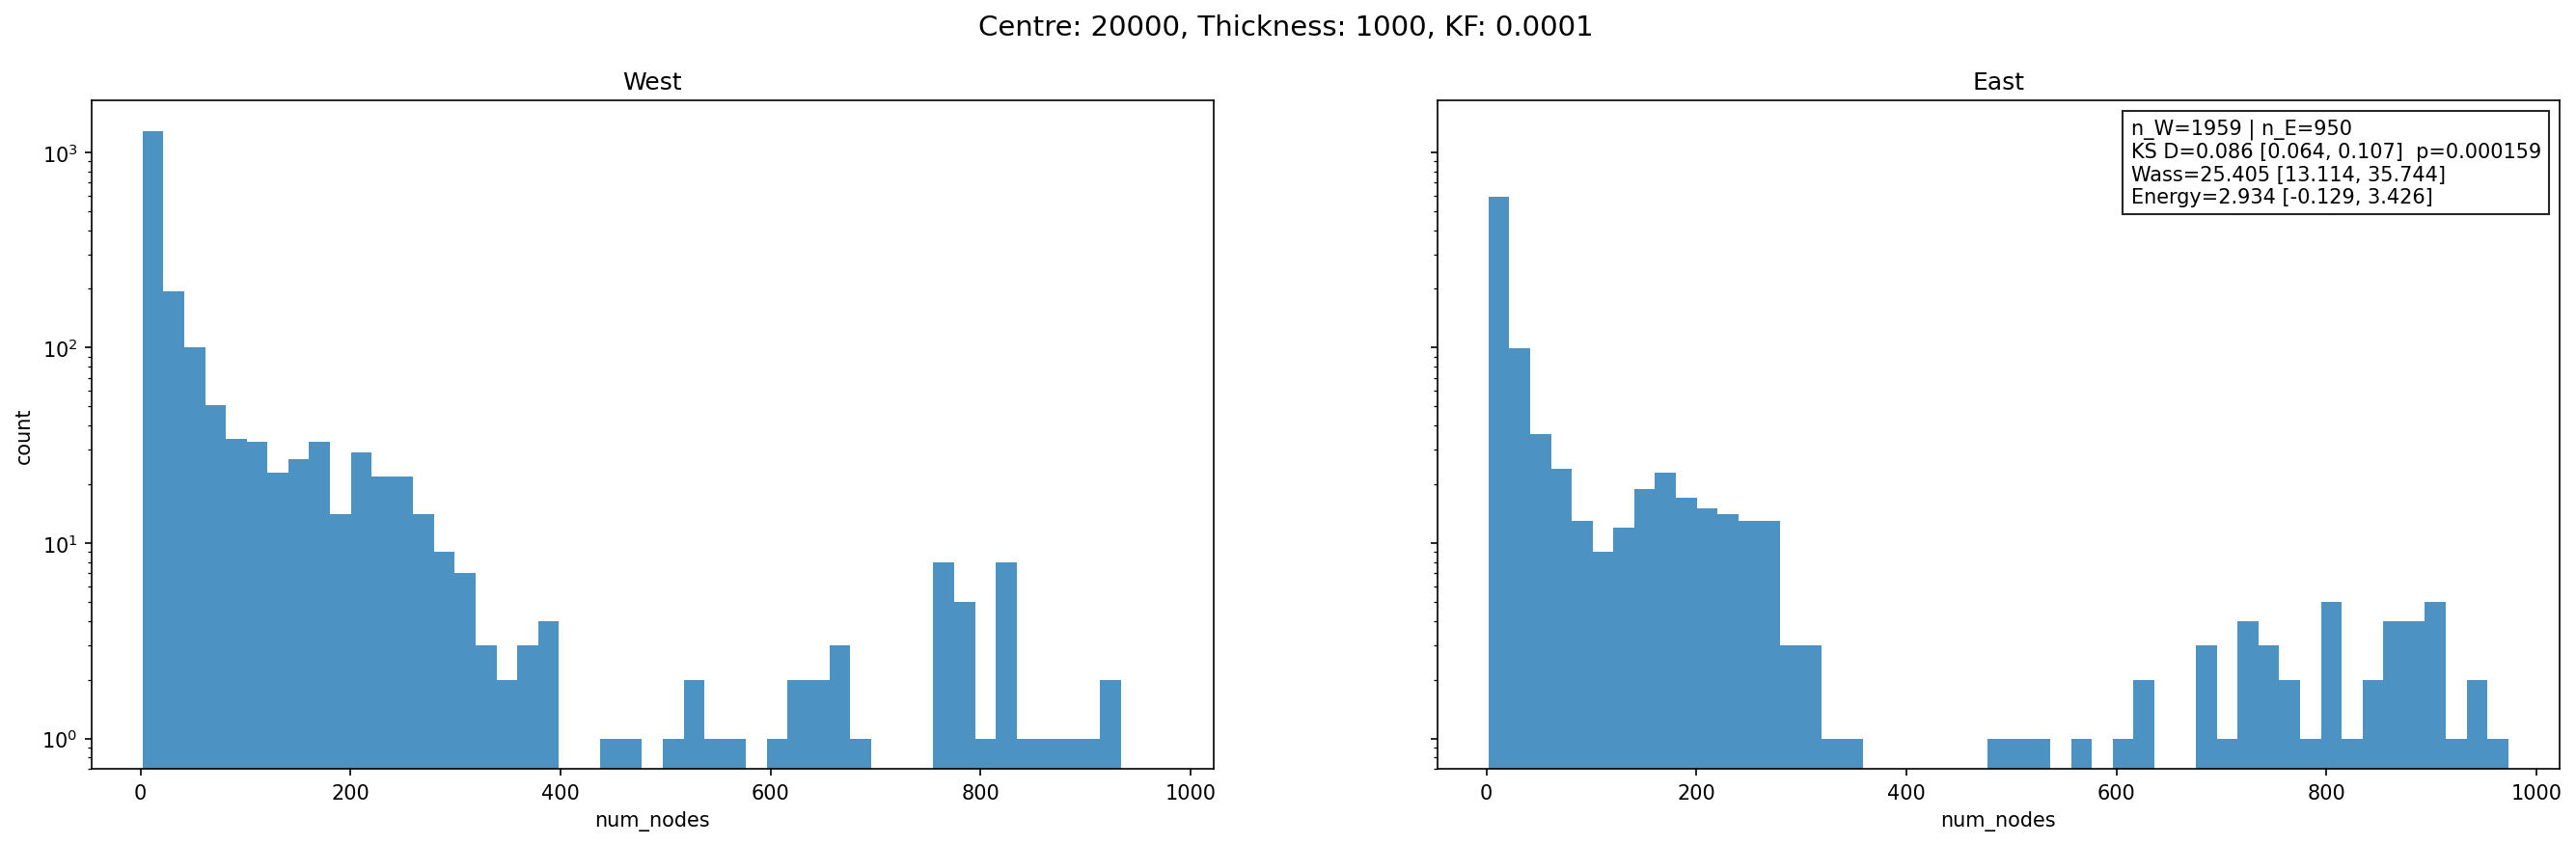 Centre: 20000, Thickness: 1000, KF: 0.0001
West
count
10³
10²
10¹
10⁰
0 200 400 600 800 1000
num_nodes
East
n_W=1959 | n_E=950
KS D=0.086 [0.064, 0.107] p=0.000159
Wass=25.405 [13.114, 35.744]
Energy=2.934 [-0.129, 3.426]
0 200 400 600 800 1000
num_nodes